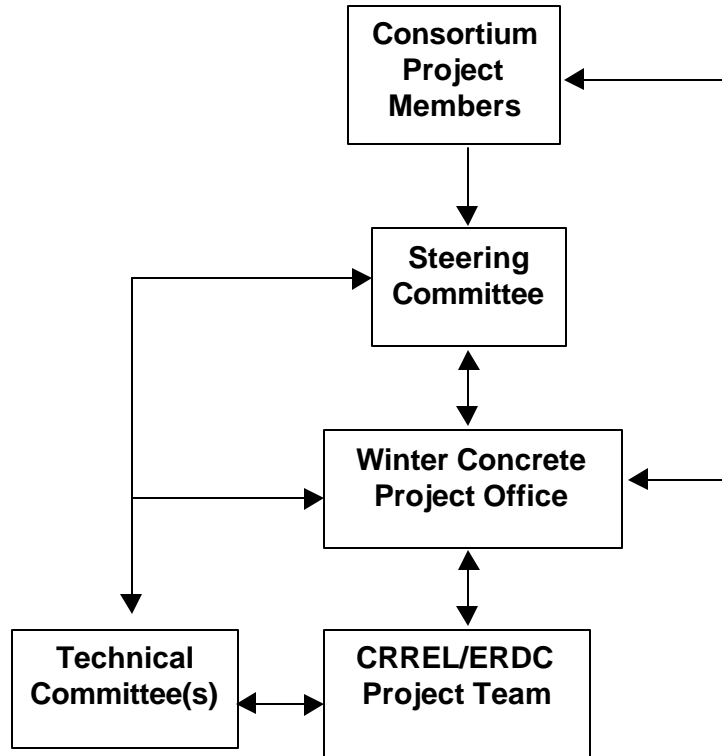 Consortium
Project
Members
Steering
Committee
Winter Concrete
Project Office
Technical
Committee(s)
CRREL/ERDC
Project Team